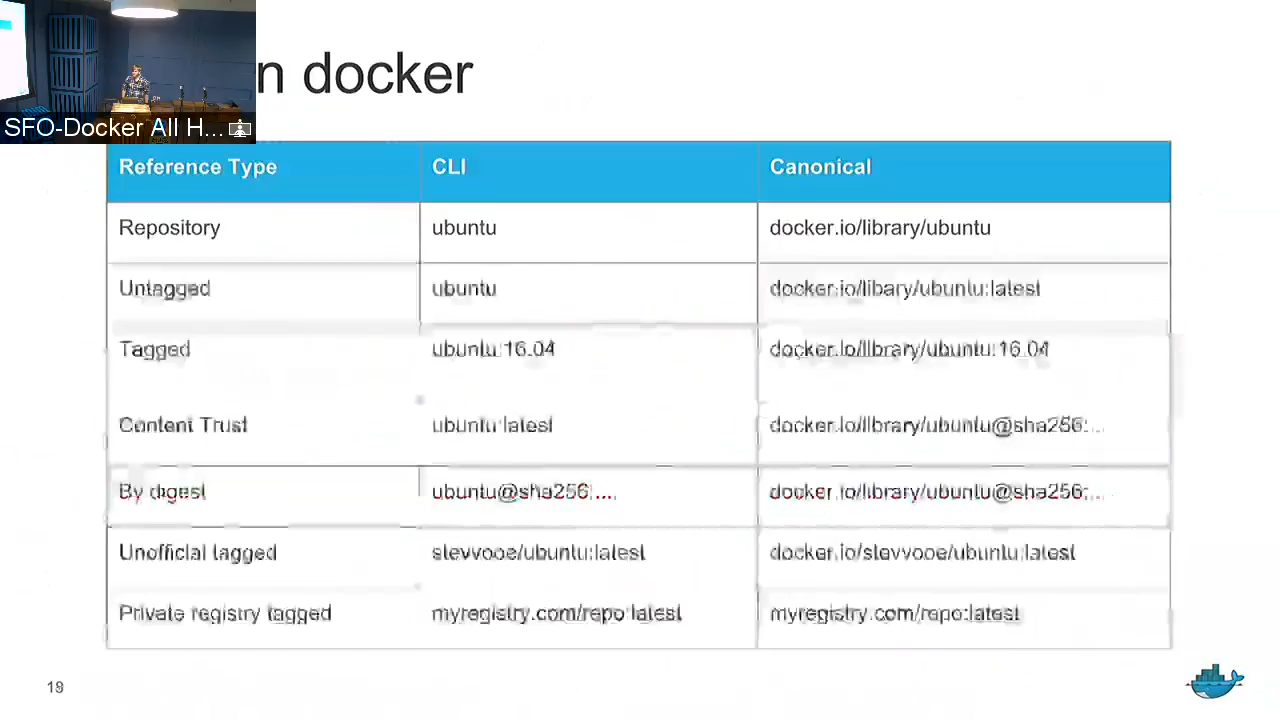 n docker
SFO-Docker All H...
Reference Type CLI Canonical
Repository ubuntu docker.io/library/ubuntu
Untagged ubuntu docker.io/libary/ubuntu:latest
Tagged ubuntu:16.04 docker.io/library/ubuntu:16.04
Content Trust ubuntu:latest docker.io/library/ubuntu@sha256:...
By digest ubuntu@sha256:... docker.io/library/ubuntu@sha256:...
Unofficial tagged stevvooe/ubuntu:latest docker.io/stevvooe/ubuntu:latest
Private registry tagged myregistry.com/repo:latest myregistry.com/repo:latest